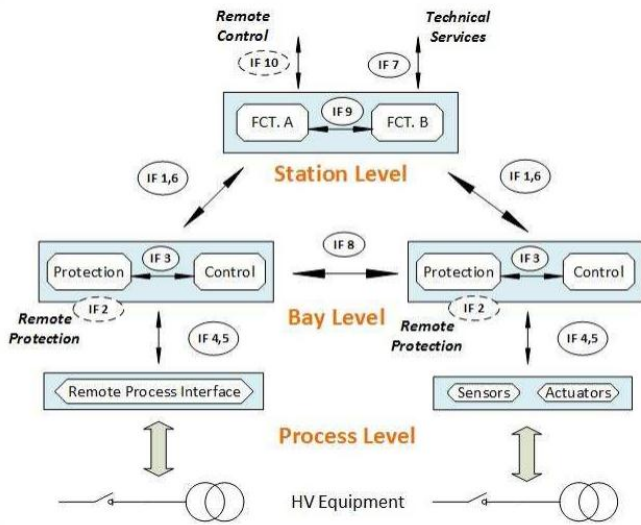 Remote
Control
Technical
Services
IF 10
IF 7
FCT. A
IF 9
FCT. B
Station Level
IF 1,6
IF 1,6
Protection
IF 3
Control
IF 8
Protection
IF 3
Control
IF 2
IF 2
Remote
Protection
Bay Level
Remote
Protection
IF 4,5
IF 4,5
Remote Process Interface
Sensors
Actuators
Process Level
HV Equipment